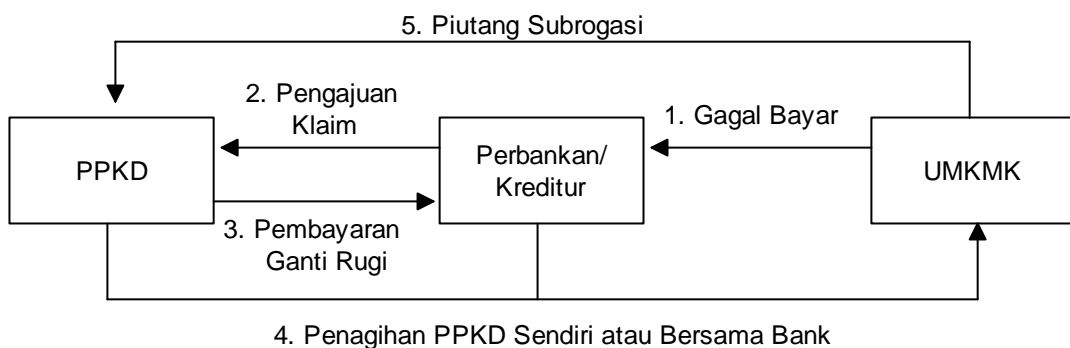 5. Piutang Subrogasi
2. Pengajuan
Klaim
1. Gagal Bayar
PPKD
Perbankan/
Kreditur
UMKMK
3. Pembayaran
Ganti Rugi
4. Penagihan PPKD Sendiri atau Bersama Bank